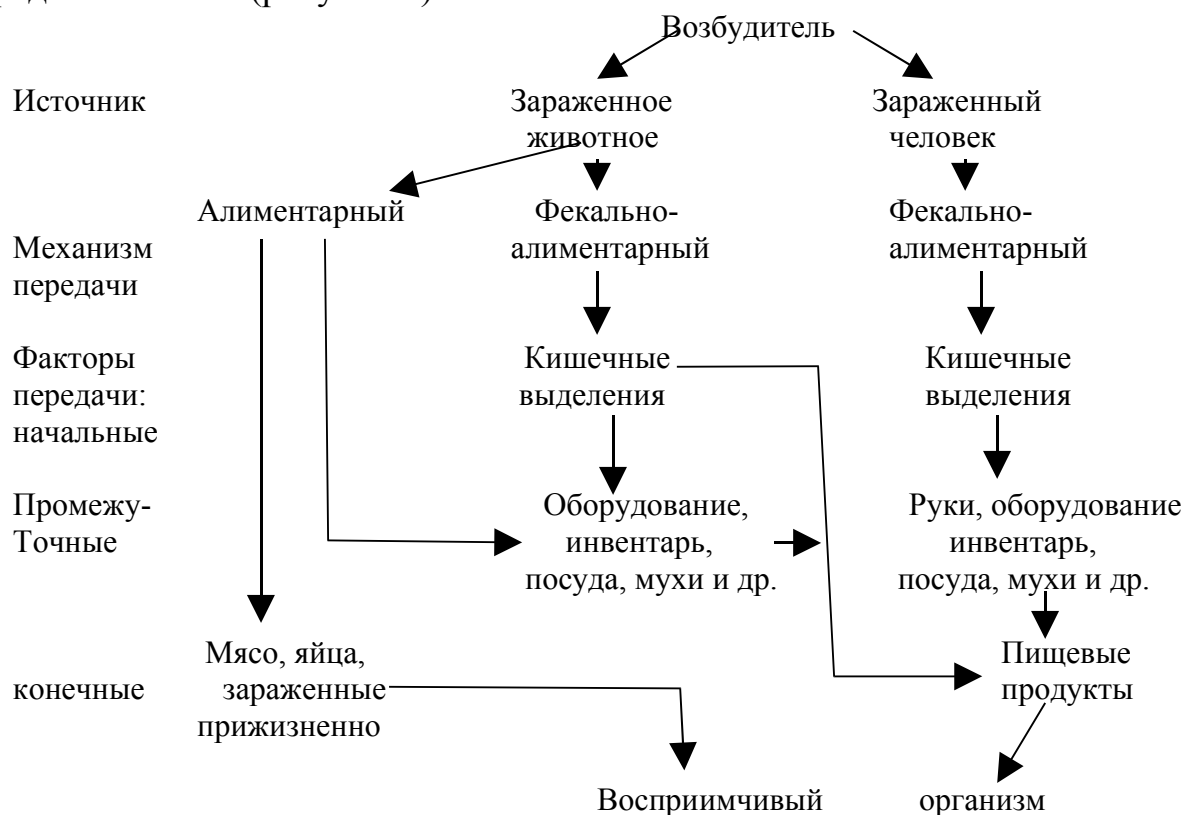 Возбудитель
Источник Зараженное Зараженный
животное человек
Алиментарный Фекально- Фекально-
Механизм алиментарный алиментарный
передачи
Факторы Кишечные Кишечные
передачи: выделения выделения
начальные
Промежу- Оборудование, Руки, оборудование
Точные инвентарь, инвентарь,
посуда, мухи и др. посуда, мухи и др.
Мясо, яйца, Пищевые
конечные зараженные продукты
прижизненно
Восприимчивый организм